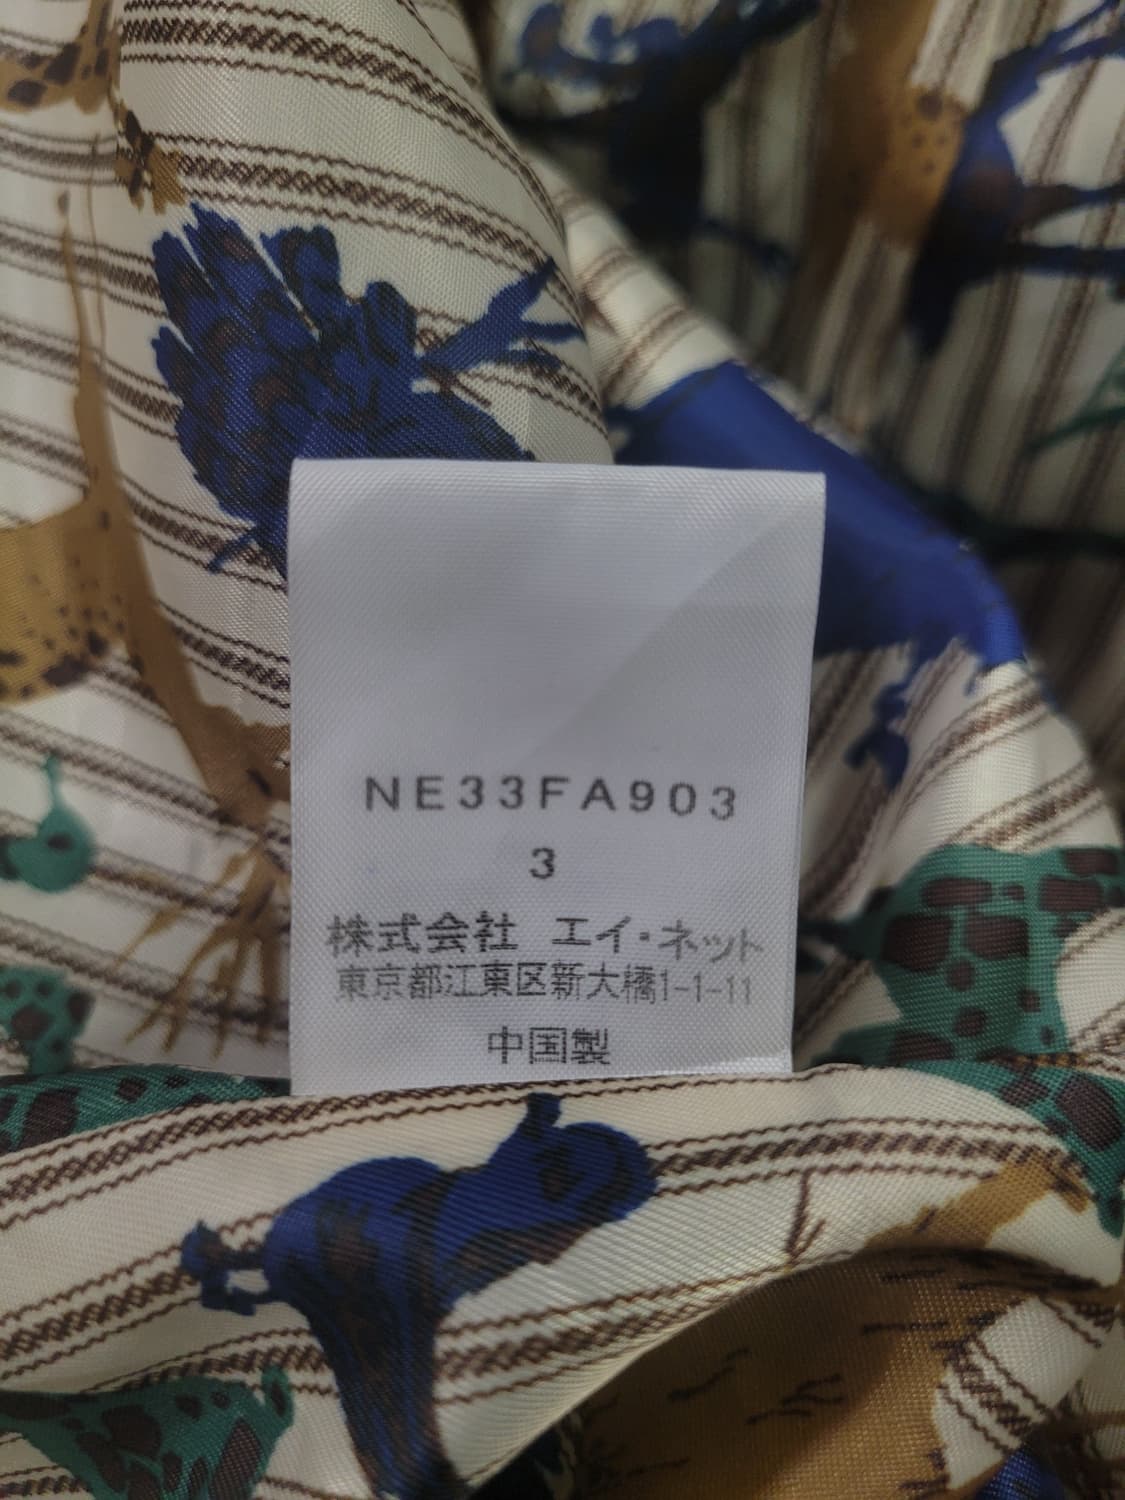 NE33FA903
3
株式会社 エイ・ネット
東京都江東区新大橋1-1-11
中国製